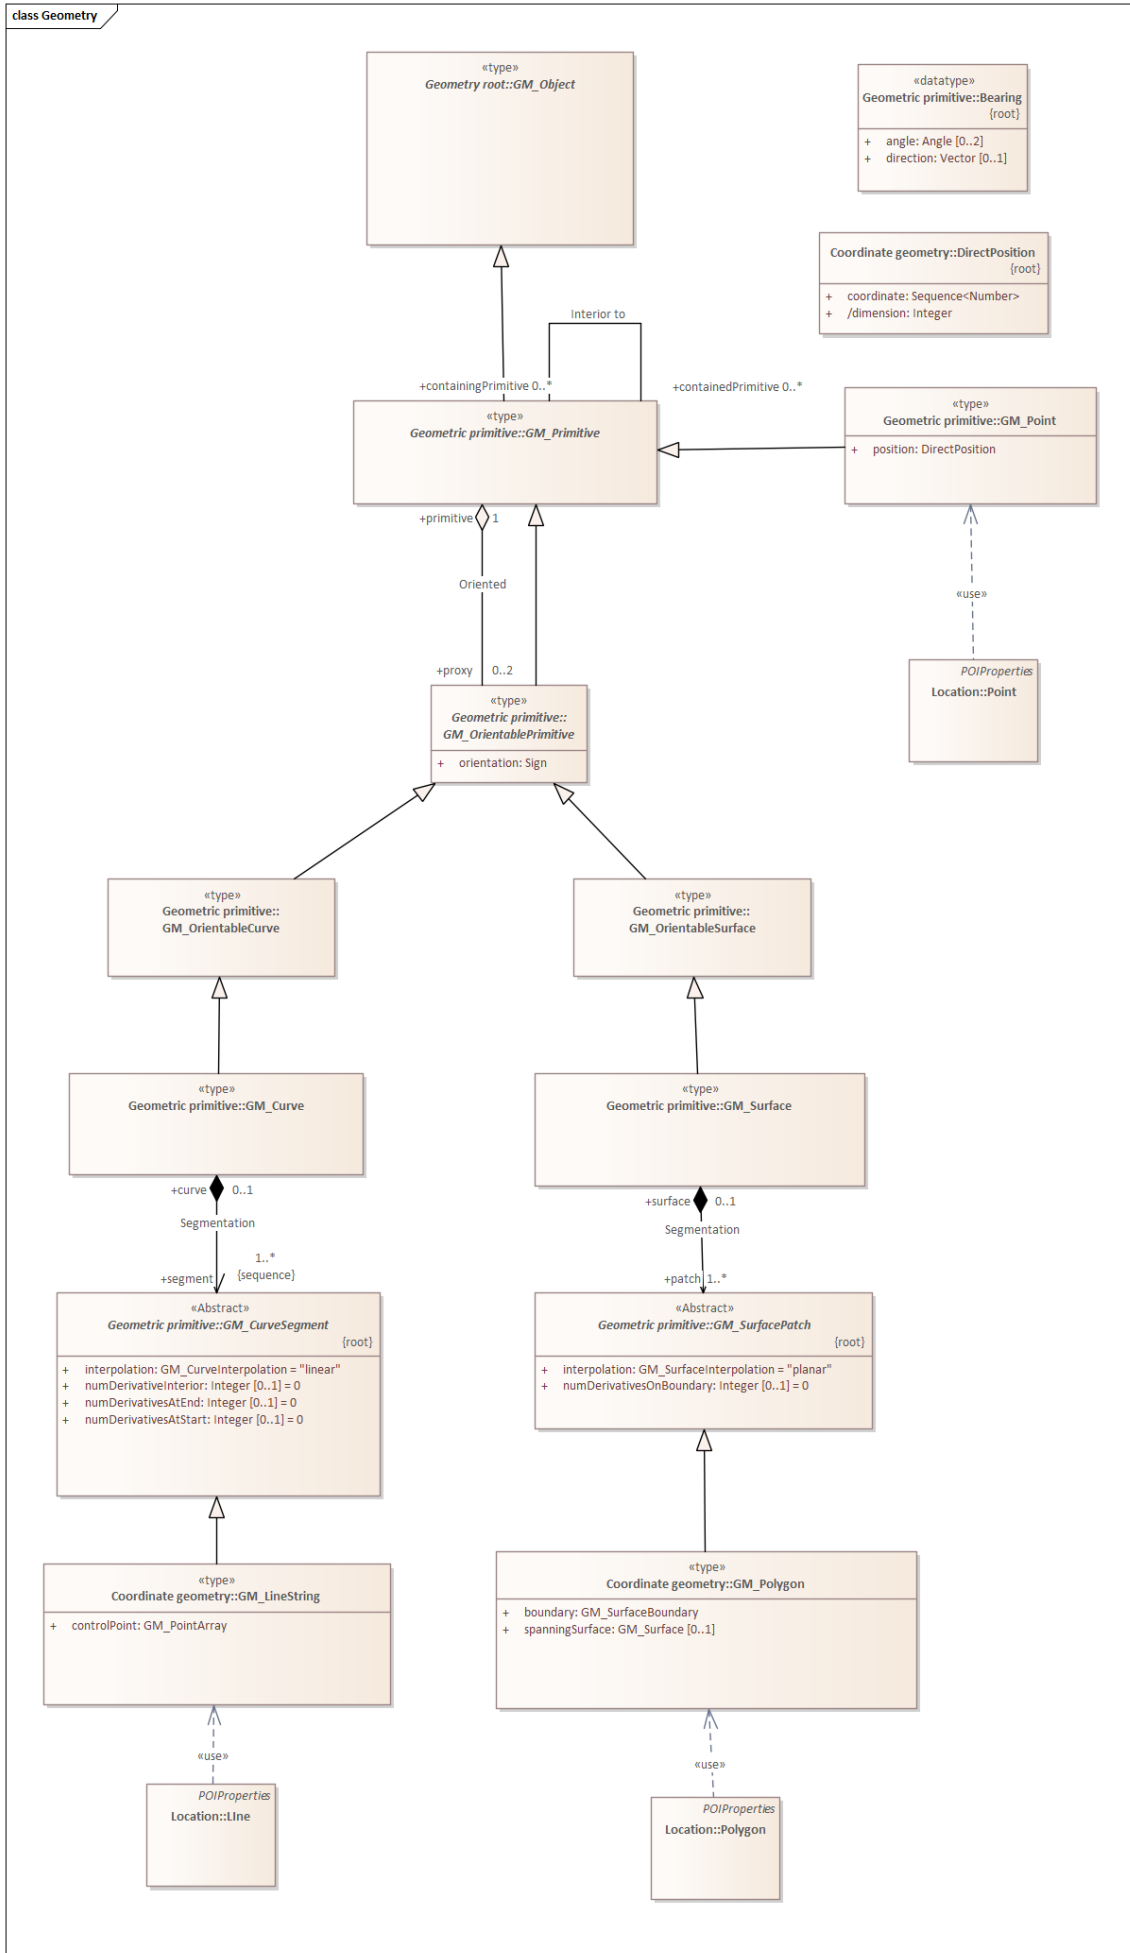 class Geometry
«type»
Geometry root::GM_Object
«datatype»
Geometric primitive::Bearing
{root}
+ angle: Angle [0..2]
+ direction: Vector [0..1]
Coordinate geometry::DirectPosition
{root}
+ coordinate: Sequence<Number>
+ /dimension: Integer
Interior to
+containingPrimitive 0..*
+containedPrimitive 0..*
«type»
Geometric primitive::GM_Primitive
«type»
Geometric primitive::GM_Point
+ position: DirectPosition
+primitive 1
Oriented
+proxy 0..2
«use»
POIProperties
Location::Point
«type»
Geometric primitive::
GM_OrientablePrimitive
+ orientation: Sign
«type»
Geometric primitive::
GM_OrientableCurve
«type»
Geometric primitive::
GM_OrientableSurface
«type»
Geometric primitive::GM_Curve
«type»
Geometric primitive::GM_Surface
+curve 0..1
Segmentation
1..*
+segment {sequence}
+surface 0..1
Segmentation
+patch 1..*
«Abstract»
Geometric primitive::GM_CurveSegment
{root}
+ interpolation: GM_CurveInterpolation = "linear"
+ numDerivativeInterior: Integer [0..1] = 0
+ numDerivativesAtEnd: Integer [0..1] = 0
+ numDerivativesAtStart: Integer [0..1] = 0
«Abstract»
Geometric primitive::GM_SurfacePatch
{root}
+ interpolation: GM_SurfaceInterpolation = "planar"
+ numDerivativesOnBoundary: Integer [0..1] = 0
«type»
Coordinate geometry::GM_LineString
+ controlPoint: GM_PointArray
«type»
Coordinate geometry::GM_Polygon
+ boundary: GM_SurfaceBoundary
+ spanningSurface: GM_Surface [0..1]
«use»
POIProperties
Location::LIne
«use»
POIProperties
Location::Polygon